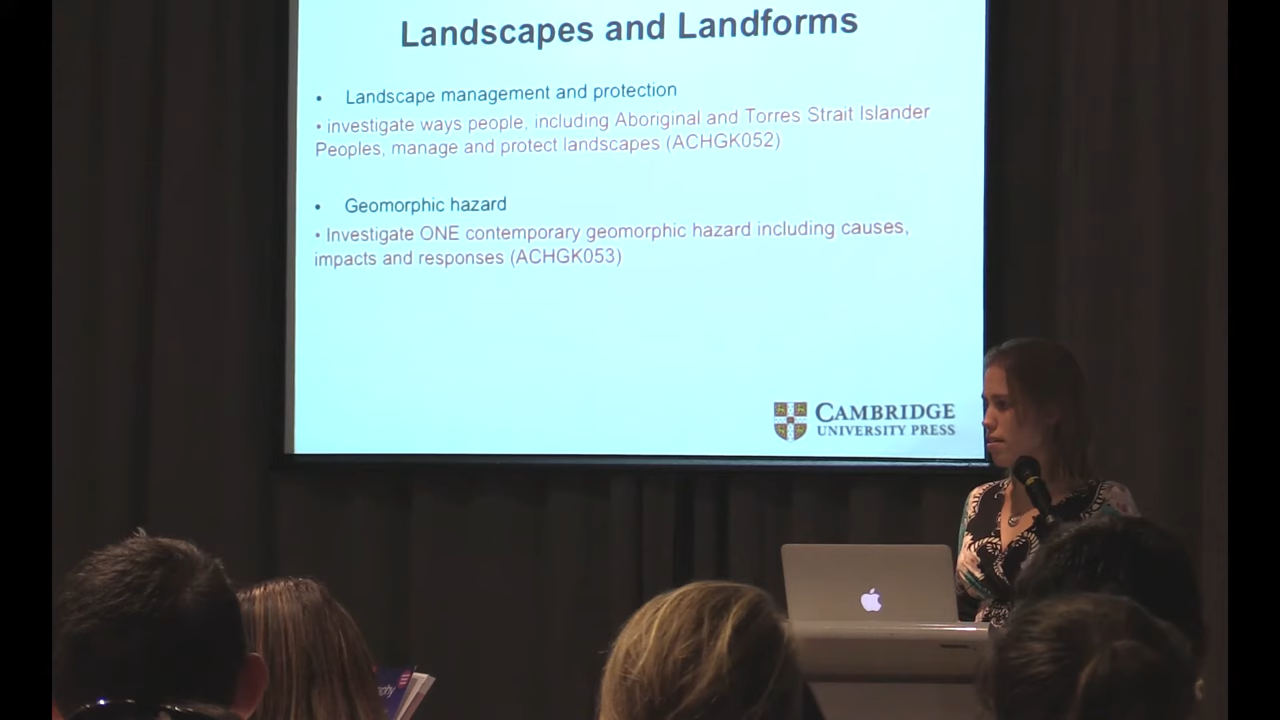 Landscapes and Landforms
• Landscape management and protection
• investigate ways people, including Aboriginal and Torres Strait Islander
Peoples, manage and protect landscapes (ACHGK052)
• Geomorphic hazard
• Investigate ONE contemporary geomorphic hazard including causes,
impacts and responses (ACHGK053)
CAMBRIDGE
UNIVERSITY PRESS